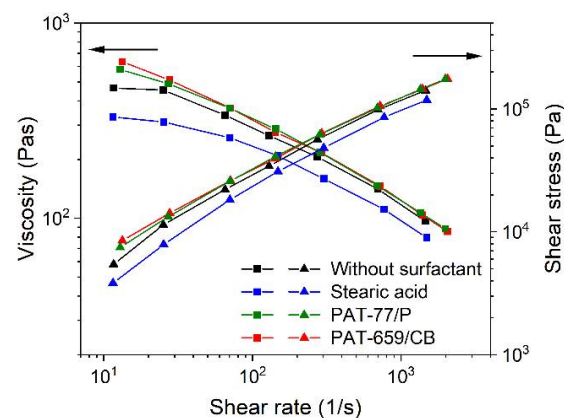 10³
10²
Viscosity (Pas)
10⁵
10⁴
10³
Shear stress (Pa)
Without surfactant
Stearic acid
PAT-77/P
PAT-659/CB
10¹ 10² 10³
Shear rate (1/s)